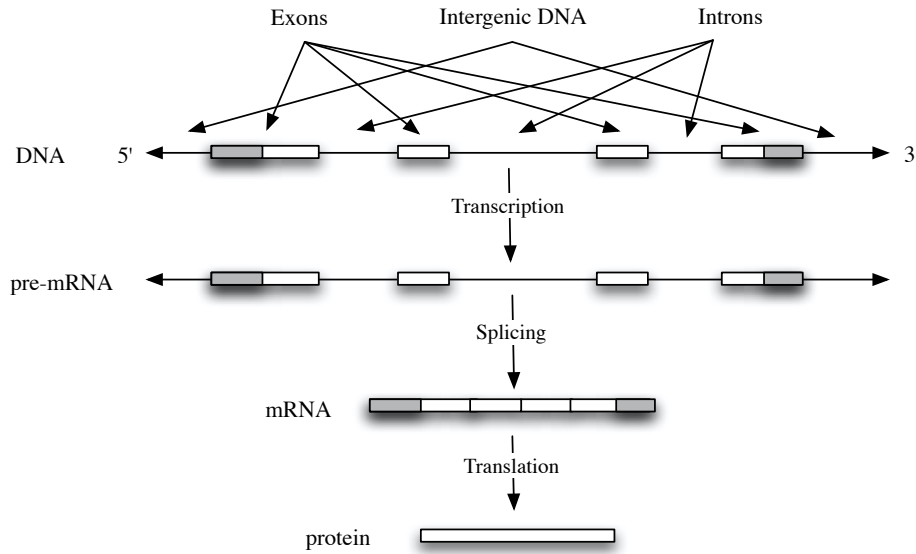 Exons Intergenic DNA Introns
DNA 5' 3
Transcription
pre-mRNA
Splicing
mRNA
Translation
protein